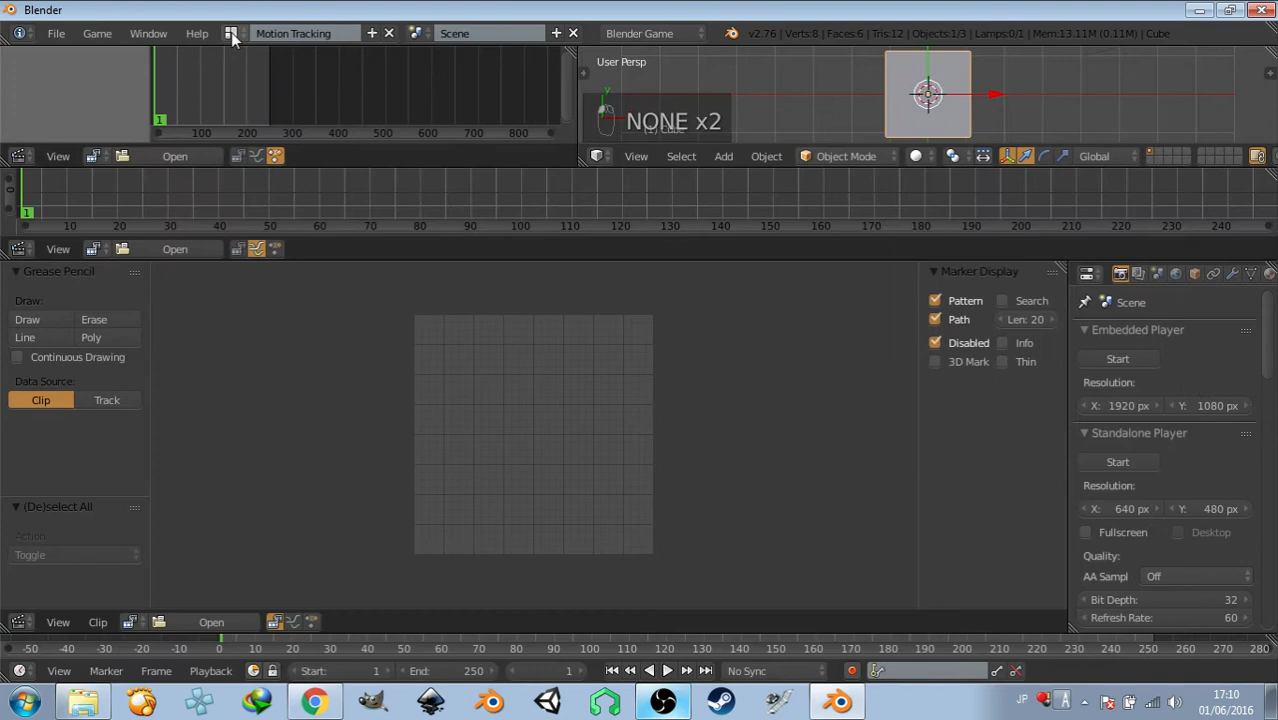 Blender
File Game Window Help Motion Tracking Scene Blender Game v2.76 | Verts:8 | Faces:6 | Tris:12 | Objects:1/3 | Lamps:0/1 | Mem:13.11M (0.11M) | Cube
User Persp
y
NONE x2
1
100 200 300 400 500 600 700 800
View Open View Select Add Object Object Mode Global
1
10 20 30 40 50 60 70 80 90 100 110 120 130 140 150 160 170 180 190 200 210 220 230 240
View Open
Grease Pencil
Draw:
Draw Erase
Line Poly
Continuous Drawing
Data Source:
Clip Track
(De)select All
Action
Toggle
Marker Display
Pattern Search
Path Len: 20
Disabled Info
3D Mark Thin
Scene
Embedded Player
Start
Resolution:
X: 1920 px Y: 1080 px
Standalone Player
Start
Resolution:
X: 640 px Y: 480 px
Fullscreen Desktop
Quality:
AA Sampl Off
Bit Depth: 32
Refresh Rate: 60
View Clip Open
-50 -40 -30 -20 -10 0 10 20 30 40 50 60 70 80 90 100 110 120 130 140 150 160 170 180 190 200 210 220 230 240 250 260 270 280
View Marker Frame Playback Start: 1 End: 250 1 No Sync
JP A 17:10
01/06/2016